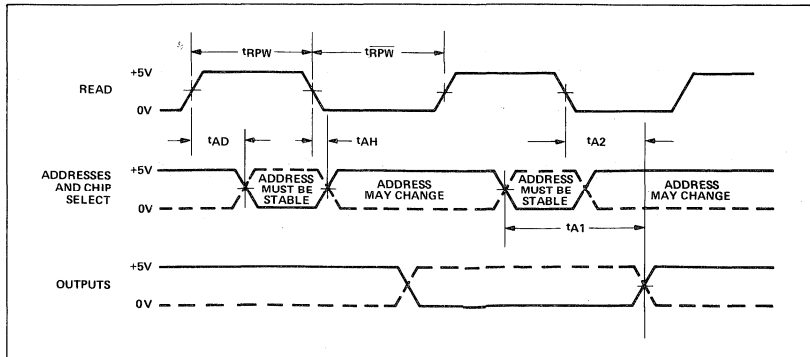 tRPW
tRPW
READ
+5V
0V
tAD
tAH
tA2
ADDRESSES
AND CHIP
SELECT
+5V
0V
ADDRESS
MUST BE
STABLE
ADDRESS
MAY CHANGE
ADDRESS
MUST BE
STABLE
ADDRESS
MAY CHANGE
tA1
OUTPUTS
+5V
0V